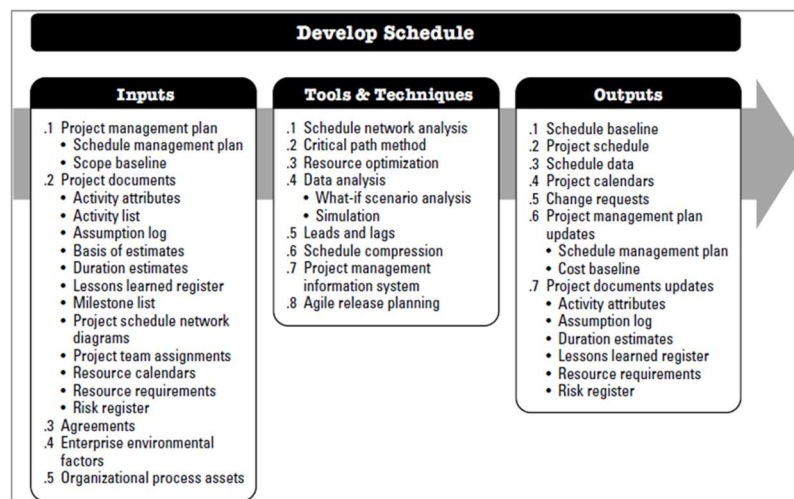 Develop Schedule
Inputs
.1 Project management plan
• Schedule management plan
• Scope baseline
.2 Project documents
• Activity attributes
• Activity list
• Assumption log
• Basis of estimates
• Duration estimates
• Lessons learned register
• Milestone list
• Project schedule network
diagrams
• Project team assignments
• Resource calendars
• Resource requirements
• Risk register
.3 Agreements
.4 Enterprise environmental
factors
.5 Organizational process assets
Tools & Techniques
.1 Schedule network analysis
.2 Critical path method
.3 Resource optimization
.4 Data analysis
• What-if scenario analysis
• Simulation
.5 Leads and lags
.6 Schedule compression
.7 Project management
information system
.8 Agile release planning
Outputs
.1 Schedule baseline
.2 Project schedule
.3 Schedule data
.4 Project calendars
.5 Change requests
.6 Project management plan
updates
• Schedule management plan
• Cost baseline
.7 Project documents updates
• Activity attributes
• Assumption log
• Duration estimates
• Lessons learned register
• Resource requirements
• Risk register